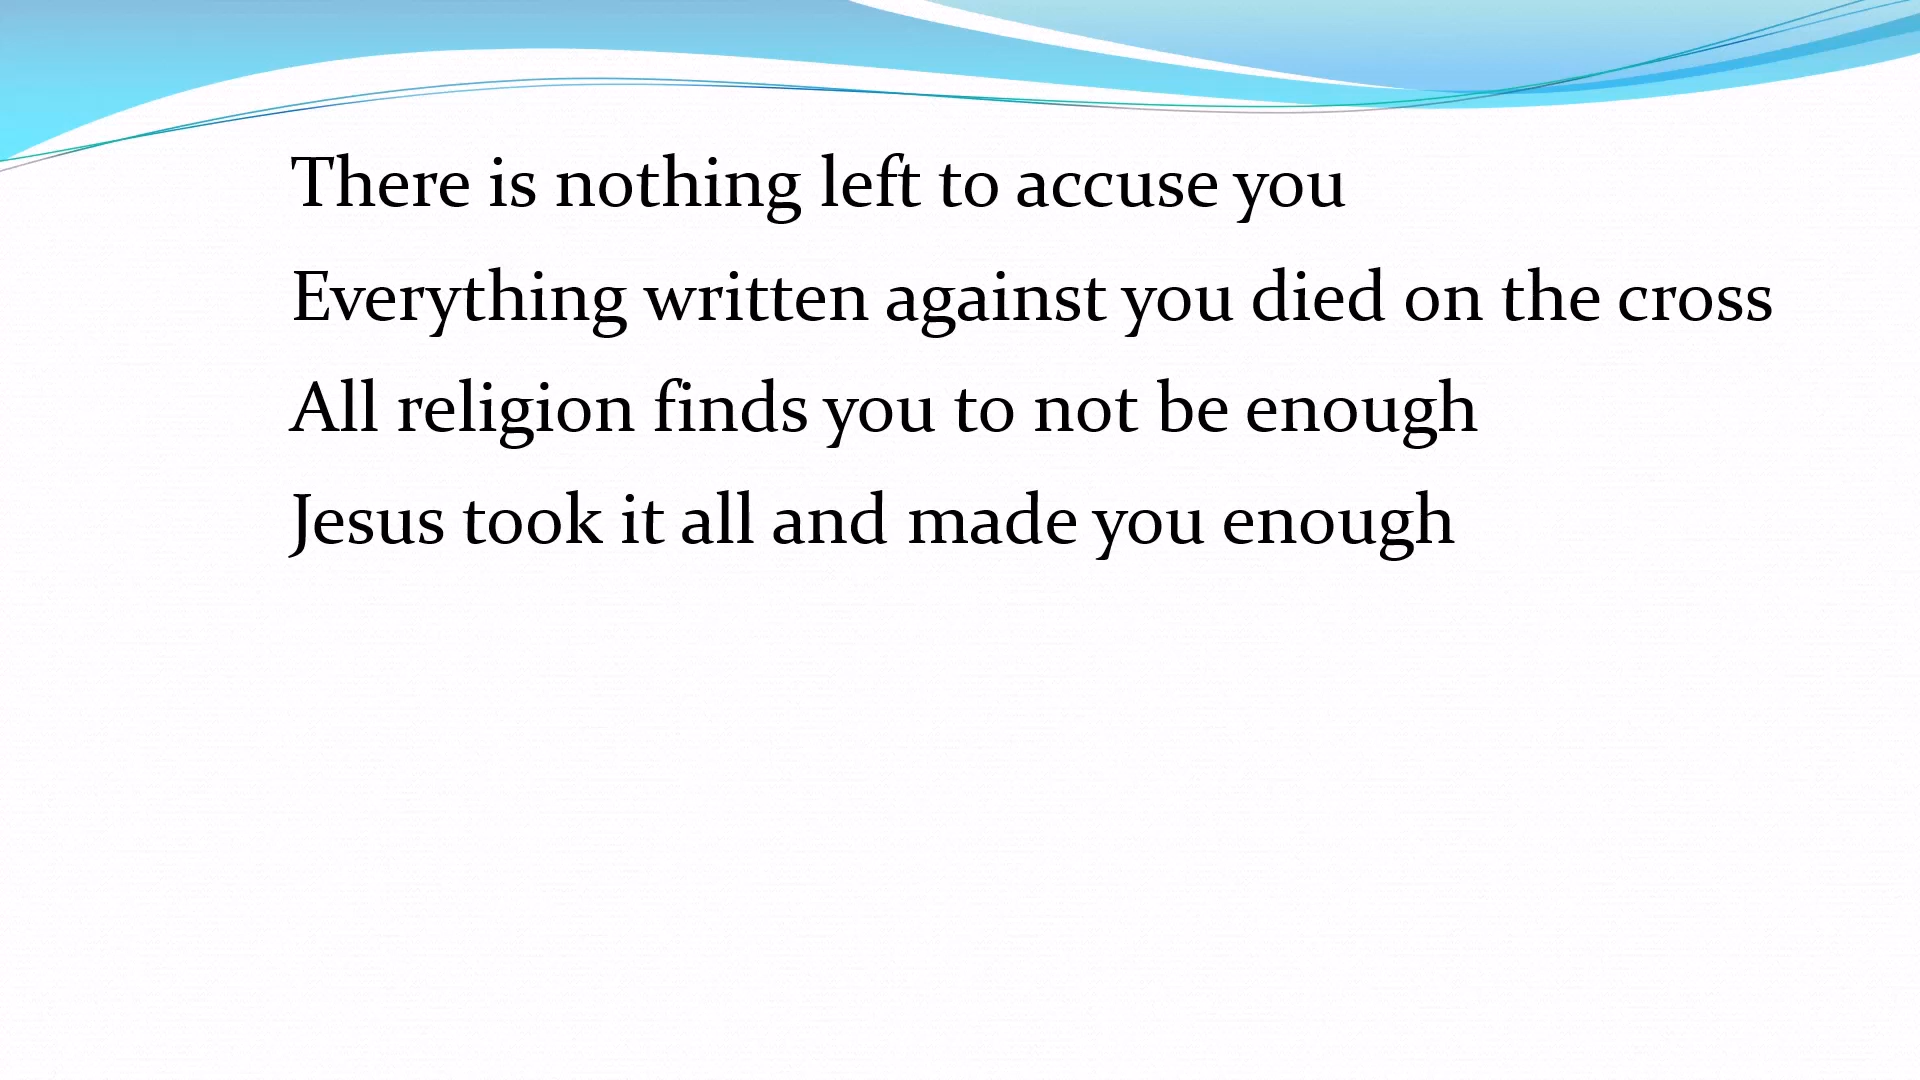 There is nothing left to accuse you
Everything written against you died on the cross
All religion finds you to not be enough
Jesus took it all and made you enough